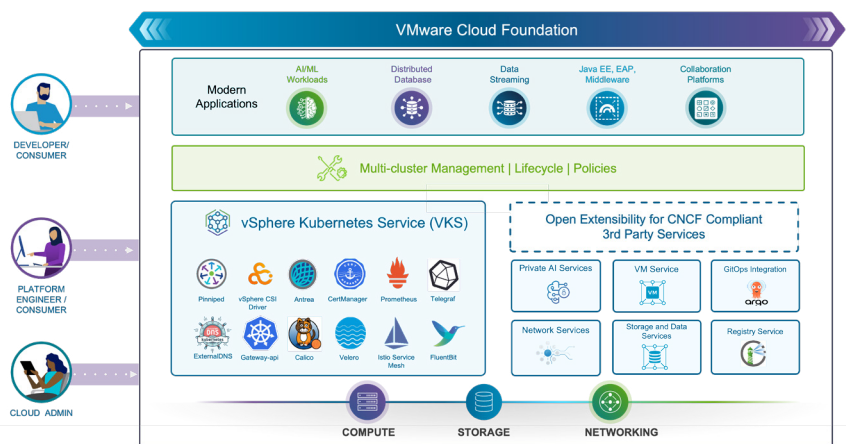 VMware Cloud Foundation
DEVELOPER/
CONSUMER
Modern
Applications
AI/ML
Workloads
Distributed
Database
Data
Streaming
Java EE, EAP,
Middleware
Collaboration
Platforms
Multi-cluster Management | Lifecycle | Policies
PLATFORM
ENGINEER /
CONSUMER
vSphere Kubernetes Service (VKS)
Pinniped
vSphere CSI
Driver
Antrea
CertManager
Prometheus
Telegraf
DNS
kubernetes
ExternalDNS
Gateway-api
Calico
Velero
Istio Service
Mesh
FluentBit
Open Extensibility for CNCF Compliant
3rd Party Services
Private AI Services
VM Service
VM
GitOps Integration
argo
Network Services
Storage and Data
Services
Registry Service
CLOUD ADMIN
COMPUTE
STORAGE
NETWORKING